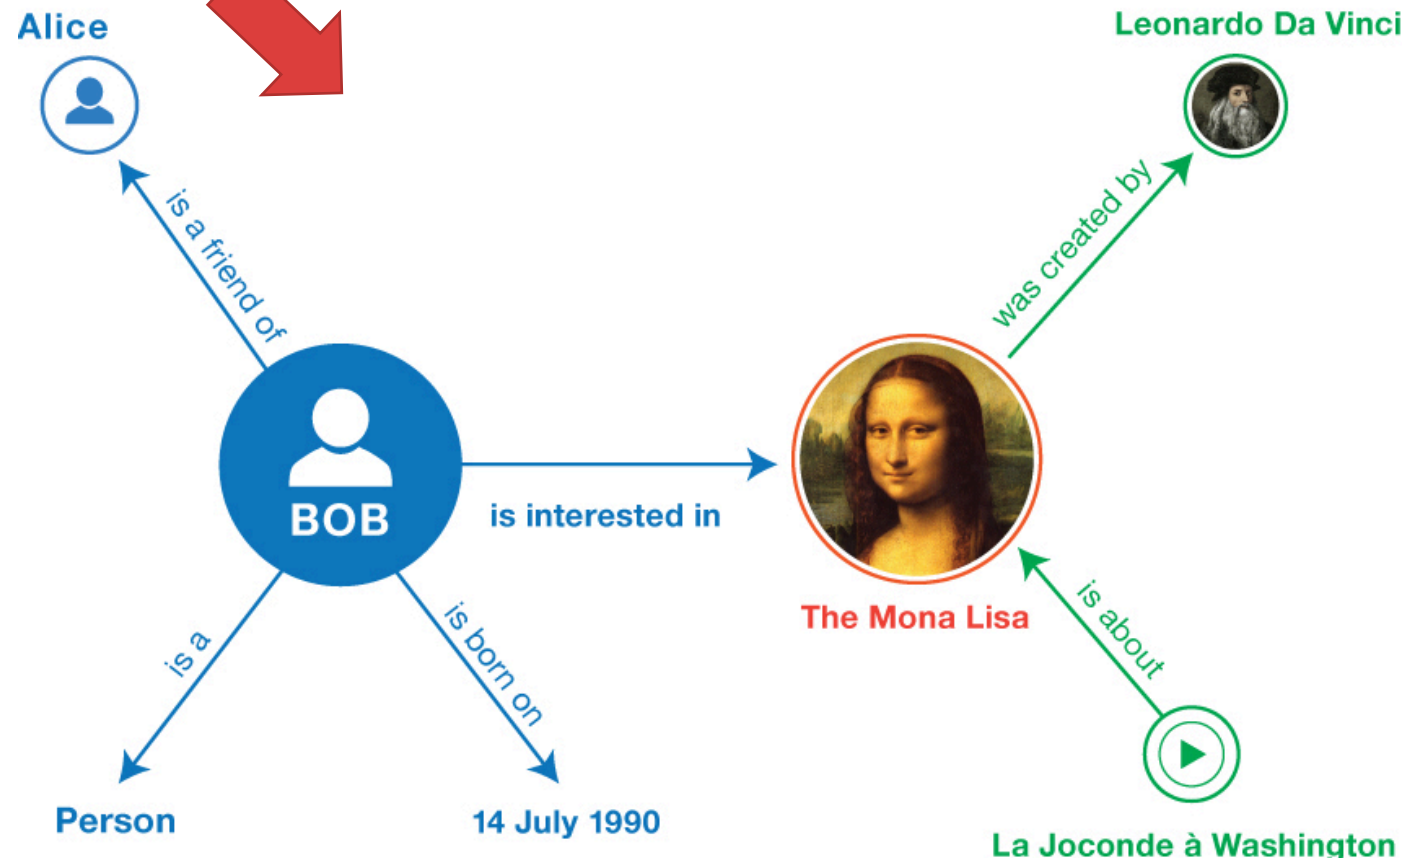 Alice
Leonardo Da Vinci
is a friend of
was created by
BOB
is interested in
The Mona Lisa
is a
is born on
is about
Person
14 July 1990
La Joconde à Washington